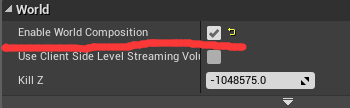 World
Enable World Composition
Use Client Side Level Streaming Volu
Kill Z
-1048575.0